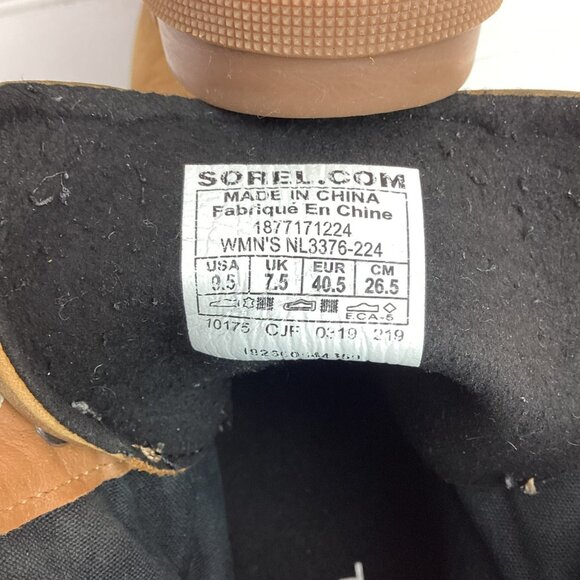 SOREL.COM
MADE IN CHINA
Fabriqué En Chine
1877171224
WMN'S NL3376-224
USA UK EUR CM
9.5 7.5 40.5 26.5
F.CA-5
10175 CJF 0319 219